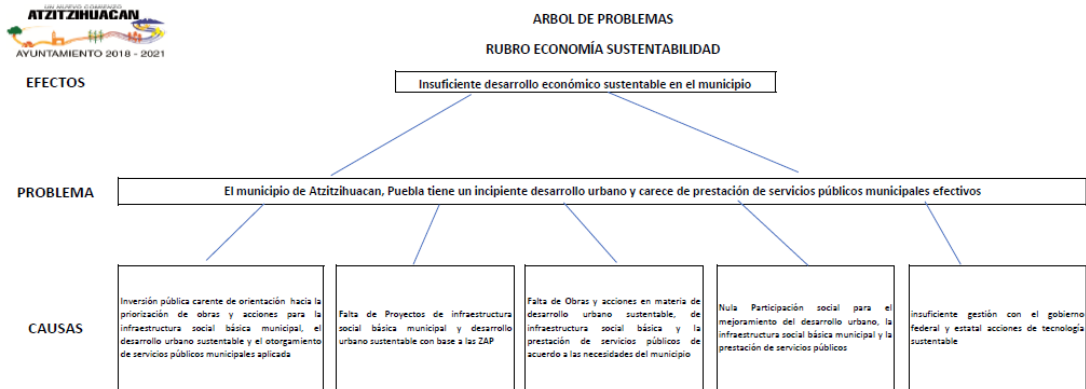 UN NUEVO COMIENZO
ATZITZIHUACAN
AYUNTAMIENTO 2018 - 2021
ARBOL DE PROBLEMAS
RUBRO ECONOMÍA SUSTENTABILIDAD
EFECTOS
Insuficiente desarrollo económico sustentable en el municipio
PROBLEMA
El municipio de Atzitzihuacan, Puebla tiene un incipiente desarrollo urbano y carece de prestación de servicios públicos municipales efectivos
CAUSAS
Inversión pública carente de orientación hacia la
priorización de obras y acciones para la
infraestructura social básica municipal, el
desarrollo urbano sustentable y el otorgamiento
de servicios públicos municipales aplicada
Falta de Proyectos de infraestructura
social básica municipal y desarrollo
urbano sustentable con base a las ZAP
Falta de Obras y acciones en materia de
desarrollo urbano sustentable, de
infraestructura social básica y la
prestación de servicios públicos de
acuerdo a las necesidades del municipio
Nula Participación social para el
mejoramiento del desarrollo urbano, la
infraestructura social básica municipal y la
prestación de servicios públicos
insuficiente gestión con el gobierno
federal y estatal acciones de tecnología
sustentable